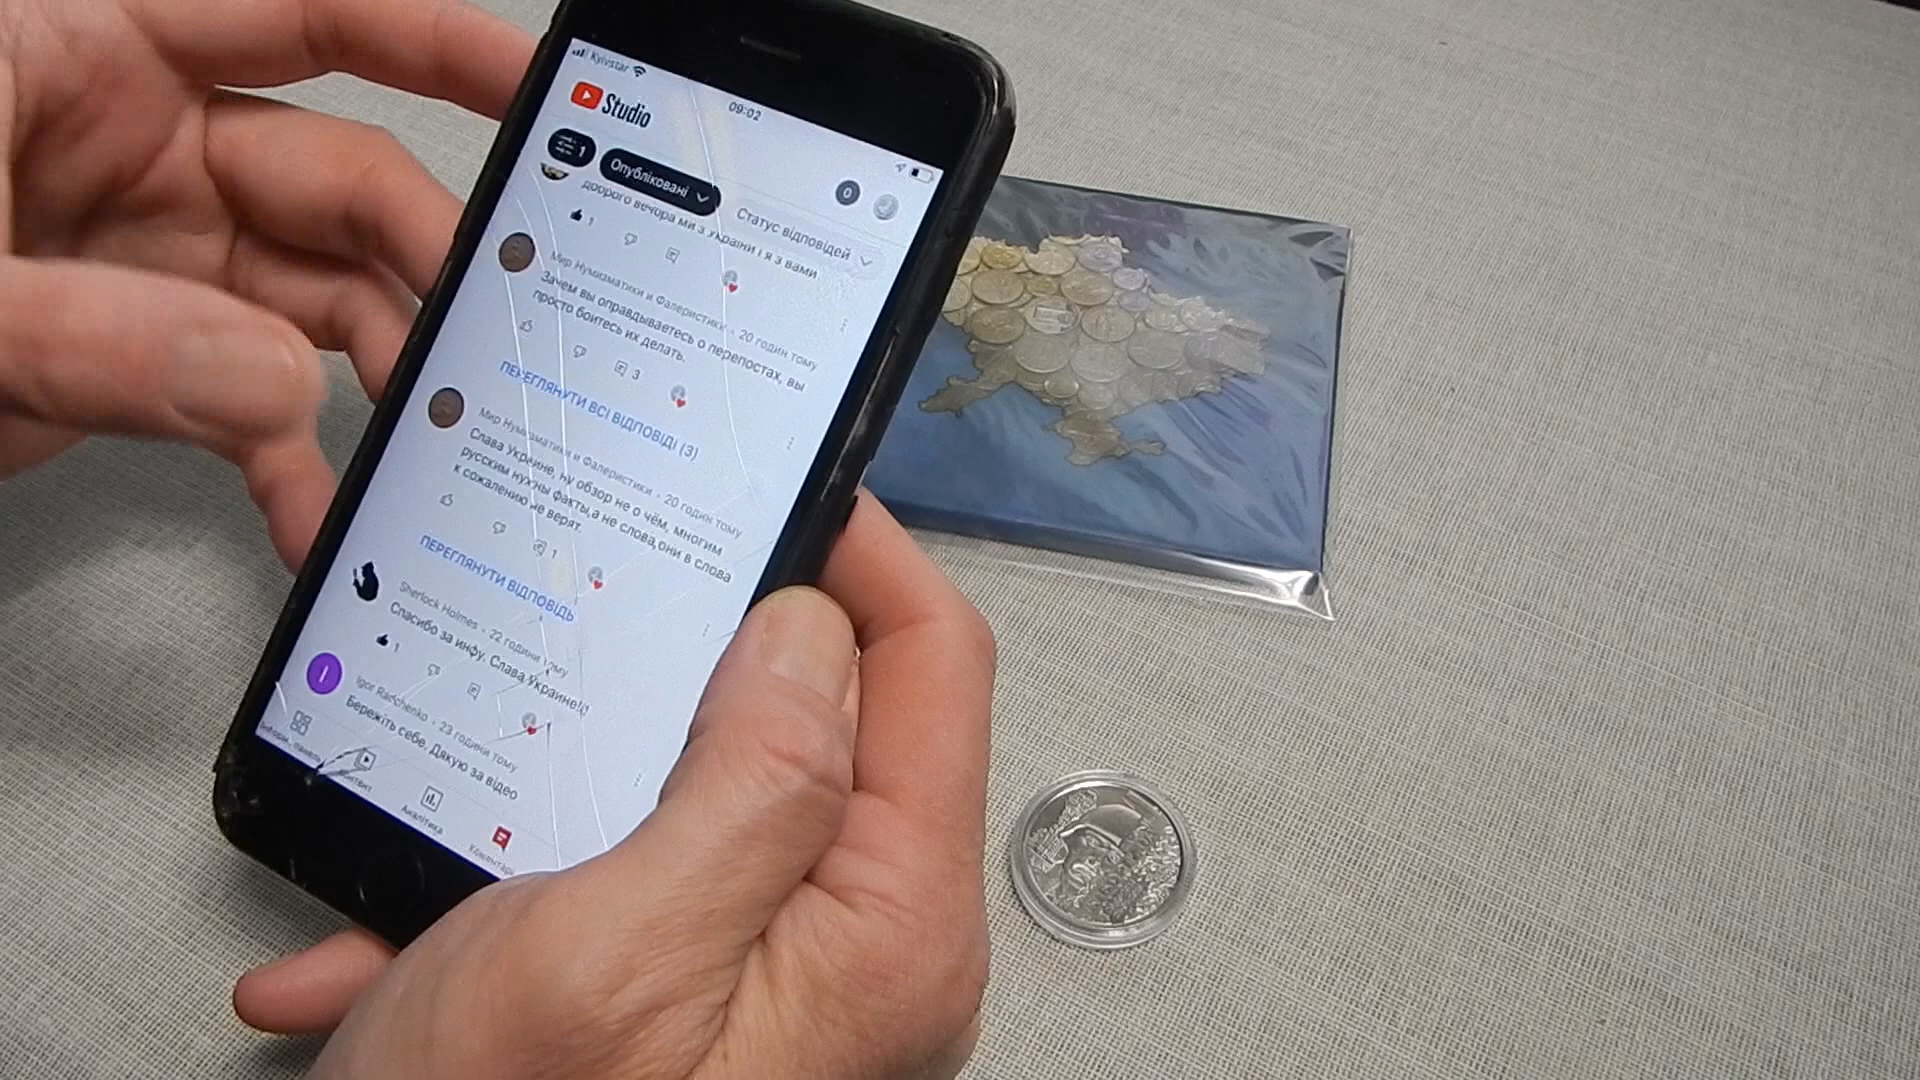 Kyivstar
09:02
Studio
1
Опубліковані
Статус відповідей
0
доброго вечора ми з україни і я з вами
1
Мир Нумизматики и Фалеристики • 20 годин тому
Зачем вы оправдываетесь о перепостах, вы
просто боитесь их делать.
3
ПЕРЕГЛЯНУТИ ВСІ ВІДПОВІДІ (3)
Мир Нумизматики и Фалеристики • 20 годин тому
Слава Украине, ну обзор не о чём, многим
русским нужны факты,а не слова,они в слова
к сожалению не верят.
1
ПЕРЕГЛЯНУТИ ВІДПОВІДЬ
Sherlock Holmes • 22 години тому
Спасибо за инфу. Слава Украине!
1
I
Igor Radchenko • 23 години тому
Бережіть себе. Дякую за відео
панель
Аналітика
Коментарі